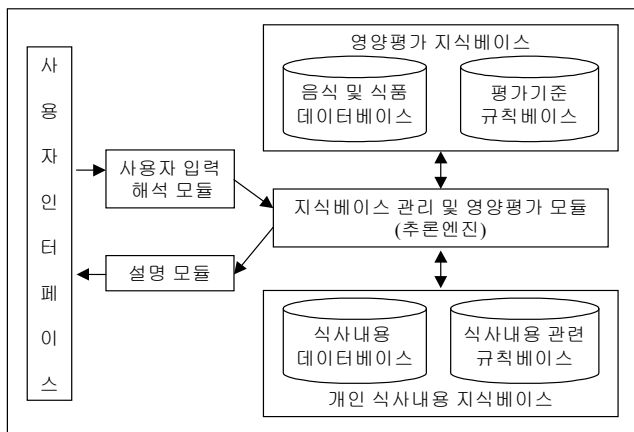 사용자인터페이스
사용자 입력
해석 모듈
설명 모듈
영양평가 지식베이스
음식 및 식품
데이터베이스
평가기준
규칙베이스
지식베이스 관리 및 영양평가 모듈
(추론엔진)
식사내용
데이터베이스
식사내용 관련
규칙베이스
개인 식사내용 지식베이스